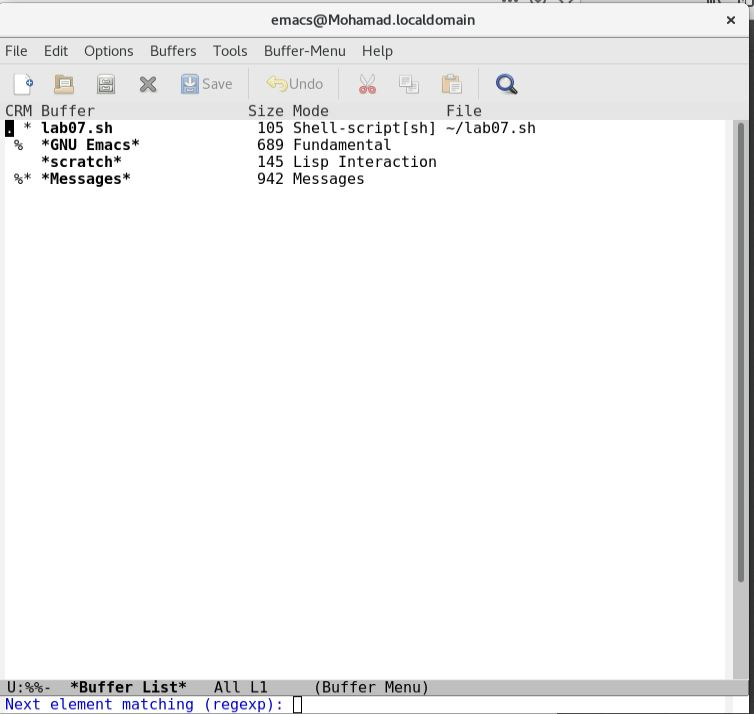 emacs@Mohamad.localdomain ×
File Edit Options Buffers Tools Buffer-Menu Help
Save Undo
CRM Buffer Size Mode File
. * lab07.sh 105 Shell-script[sh] ~/lab07.sh
% *GNU Emacs* 689 Fundamental
*scratch* 145 Lisp Interaction
%* *Messages* 942 Messages
U:%%- *Buffer List* All L1 (Buffer Menu)
Next element matching (regexp):